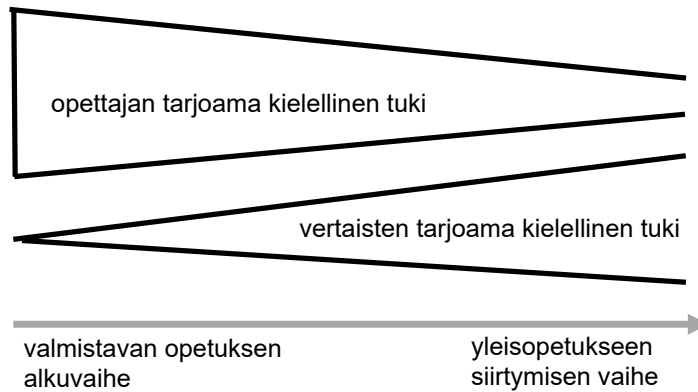 opettajan tarjoama kielellinen tuki
vertaisten tarjoama kielellinen tuki
valmistavan opetuksen
alkuvaihe
yleisopetukseen
siirtymisen vaihe